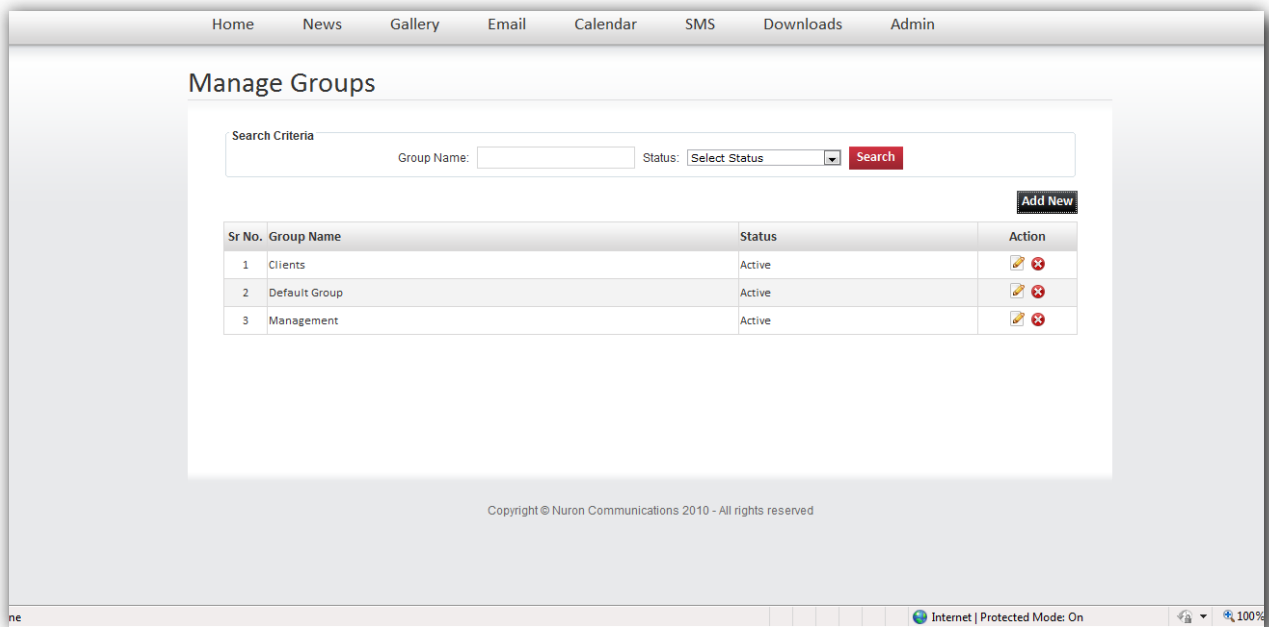 Home News Gallery Email Calendar SMS Downloads Admin
Manage Groups
Search Criteria
Group Name: Status: Select Status Search
Add New
Sr No. Group Name Status Action
1 Clients Active
2 Default Group Active
3 Management Active
Copyright © Nuron Communications 2010 - All rights reserved
ne Internet | Protected Mode: On 100%